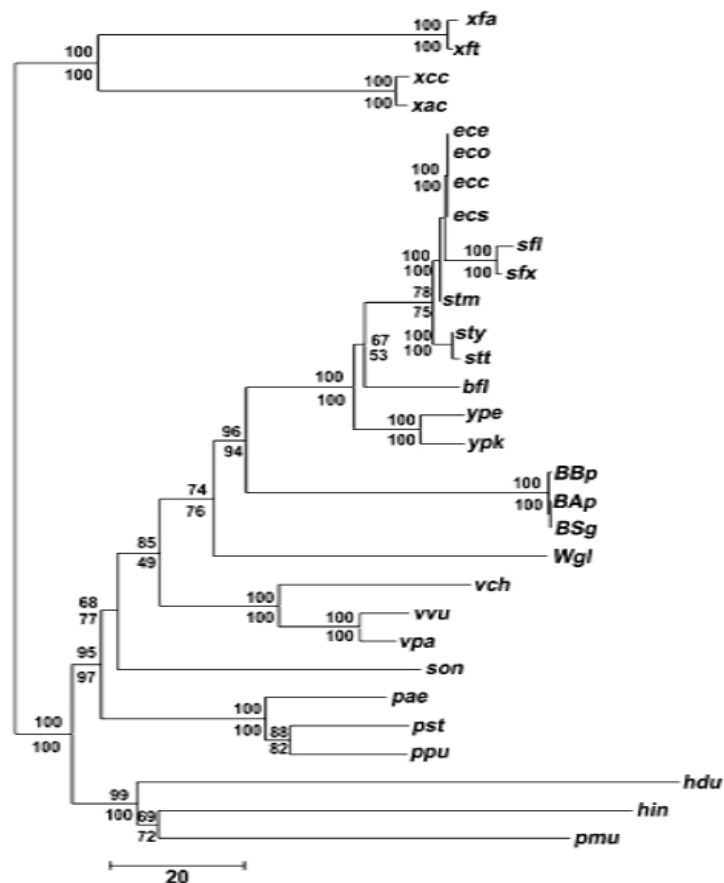 100 xfa
100 xft
100
100
100 xcc
100 xac
ece
eco
100
100 ecc
ecs
100 sfl
100 sfx
100
100
78
75 stm
100 sty
100 stt
67
53
100
100
bfl
100 ype
100 ypk
96
94
100 BBp
100 BAp
BSg
74
76
Wgl
85
49
100 vch
100
100 vvu
100 vpa
68
77
son
95
97
100 pae
100
88 pst
82 ppu
100
100
99 hdu
100
69 hin
72 pmu
20